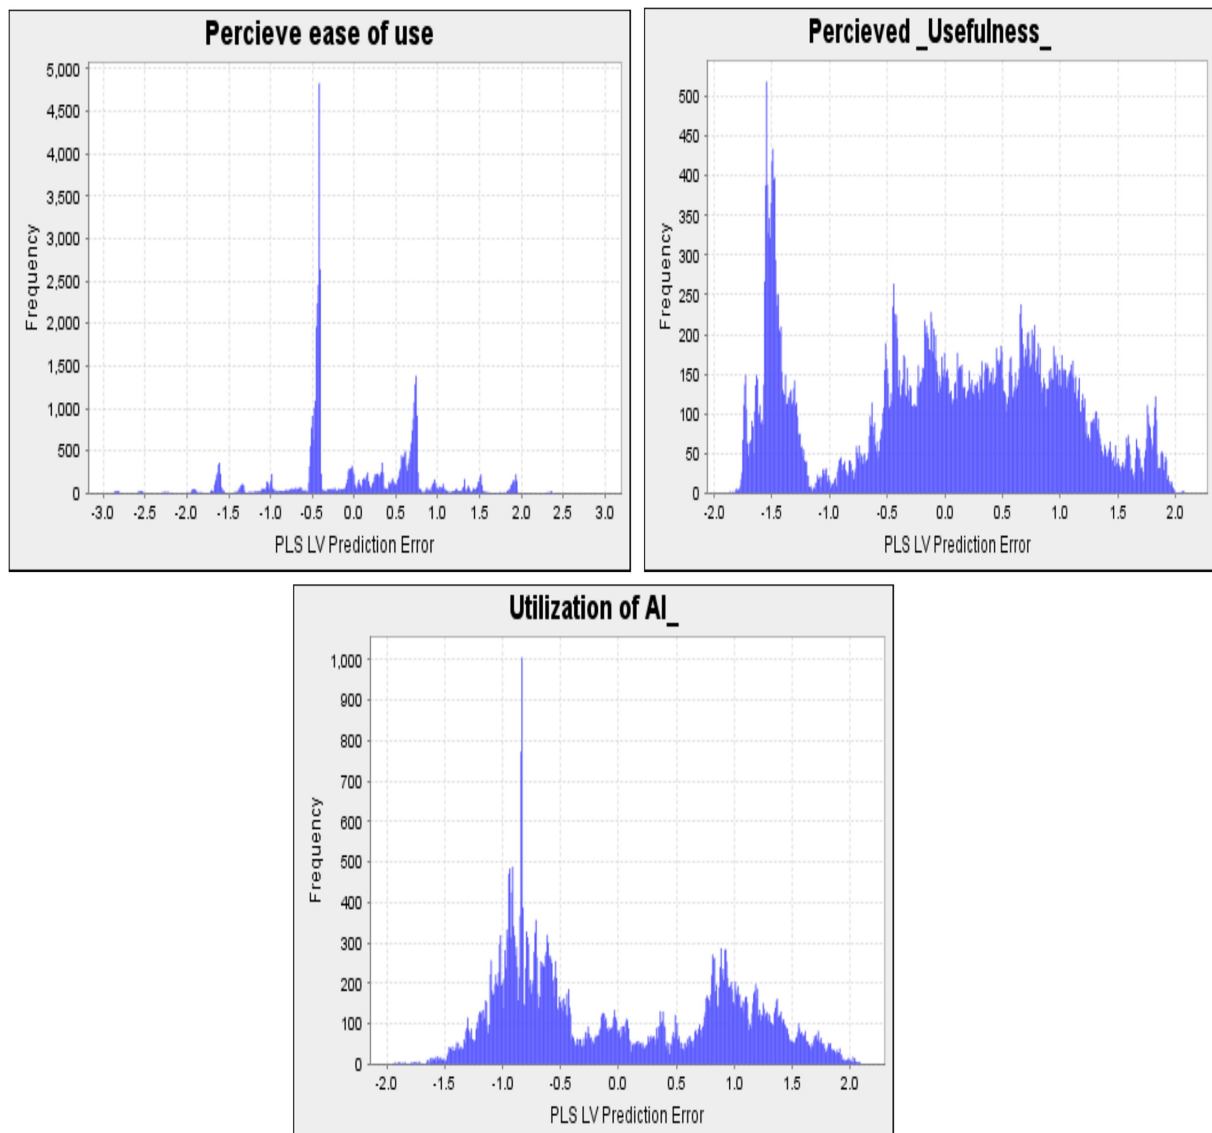 Percieve ease of use
5,000
4,500
4,000
3,500
3,000
2,500
2,000
1,500
1,000
500
0
Frequency
-3.0 -2.5 -2.0 -1.5 -1.0 -0.5 0.0 0.5 1.0 1.5 2.0 2.5 3.0
PLS LV Prediction Error
Percieved _Usefulness_
500
450
400
350
300
250
200
150
100
50
0
Frequency
-2.0 -1.5 -1.0 -0.5 0.0 0.5 1.0 1.5 2.0
PLS LV Prediction Error
Utilization of AI_
1,000
900
800
700
600
500
400
300
200
100
0
Frequency
-2.0 -1.5 -1.0 -0.5 0.0 0.5 1.0 1.5 2.0
PLS LV Prediction Error